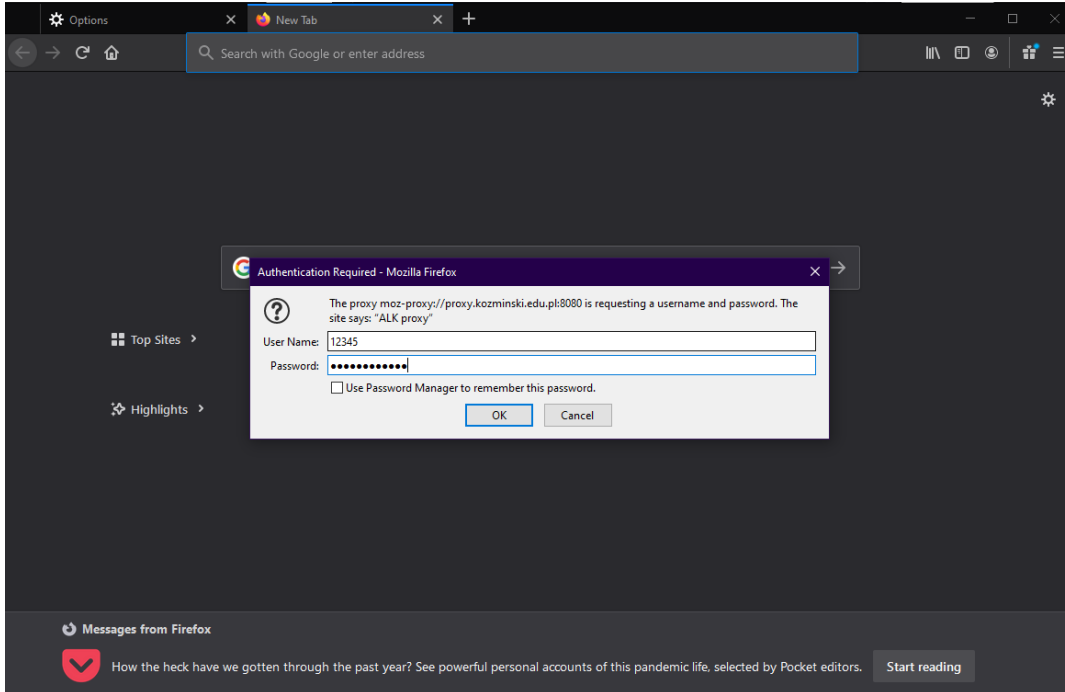 Options
New Tab
Search with Google or enter address
Authentication Required - Mozilla Firefox
The proxy moz-proxy://proxy.kozminski.edu.pl:8080 is requesting a username and password. The
site says: "ALK proxy"
User Name: 12345
Password: ••••••••••••
Use Password Manager to remember this password.
OK Cancel
Top Sites
Highlights
Messages from Firefox
How the heck have we gotten through the past year? See powerful personal accounts of this pandemic life, selected by Pocket editors. Start reading